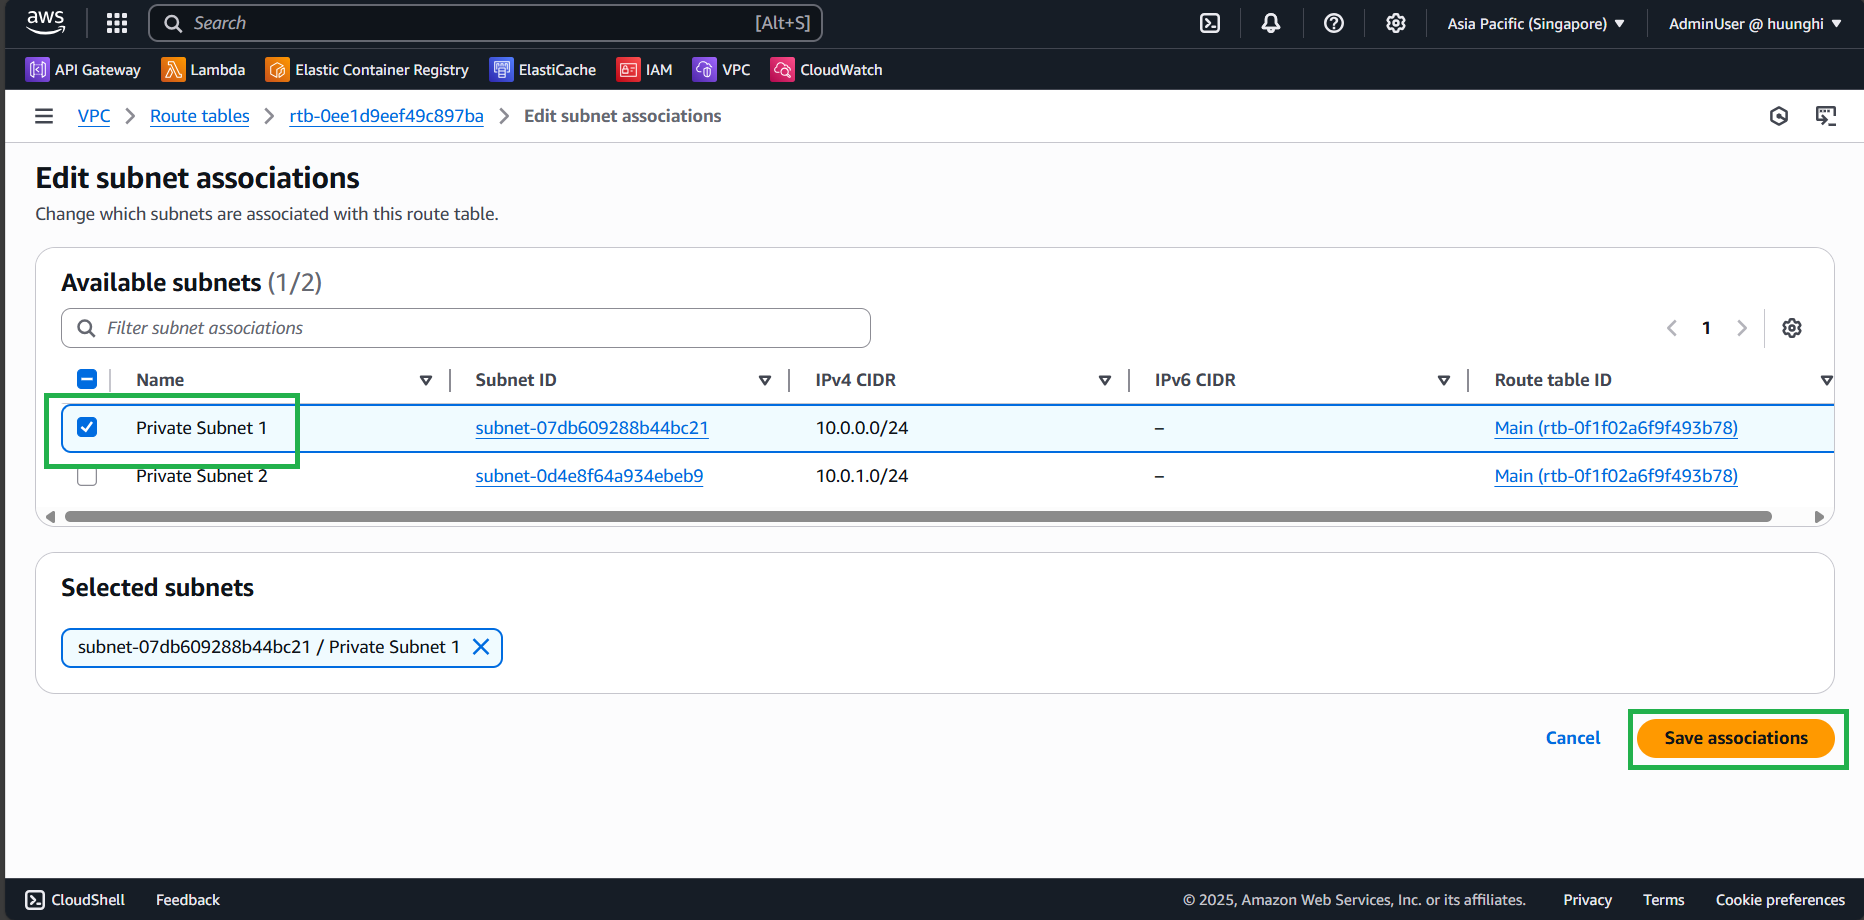 aws Search [Alt+S] Asia Pacific (Singapore) AdminUser @ huunghi
API Gateway Lambda Elastic Container Registry ElastiCache IAM VPC CloudWatch
VPC Route tables rtb-0ee1d9eef49c897ba Edit subnet associations
Edit subnet associations
Change which subnets are associated with this route table.
Available subnets (1/2)
Filter subnet associations 1
Name Subnet ID IPv4 CIDR IPv6 CIDR Route table ID
Private Subnet 1 subnet-07db609288b44bc21 10.0.0.0/24 – Main (rtb-0f1f02a6f9f493b78)
Private Subnet 2 subnet-0d4e8f64a934ebeb9 10.0.1.0/24 – Main (rtb-0f1f02a6f9f493b78)
Selected subnets
subnet-07db609288b44bc21 / Private Subnet 1
Cancel Save associations
CloudShell Feedback © 2025, Amazon Web Services, Inc. or its affiliates. Privacy Terms Cookie preferences